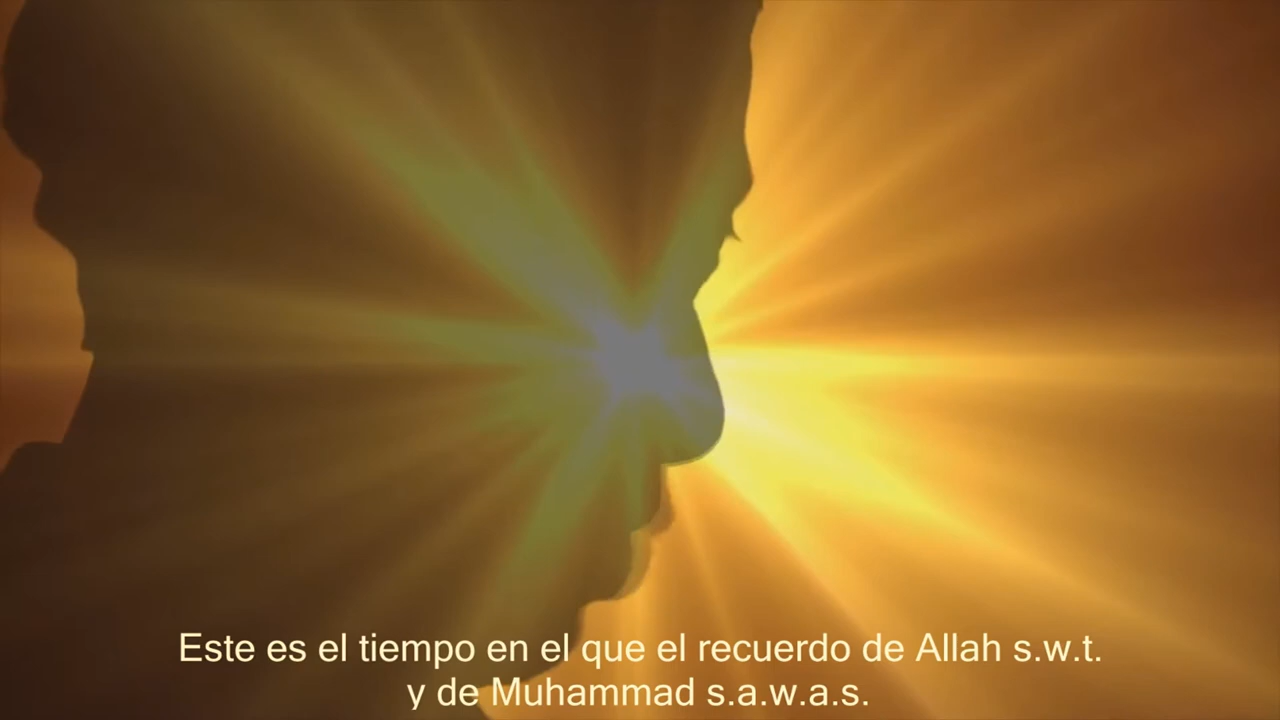 Este es el tiempo en el que el recuerdo de Allah s.w.t.
y de Muhammad s.a.w.a.s.